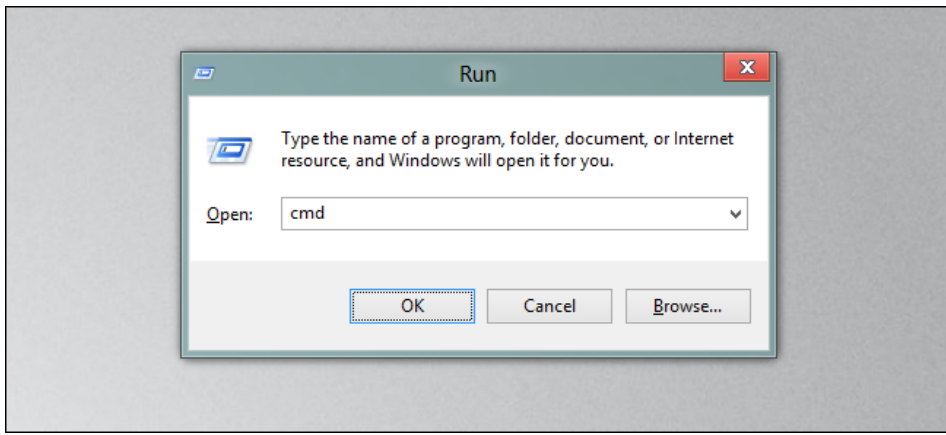 Run
X
Type the name of a program, folder, document, or Internet
resource, and Windows will open it for you.
Open:
cmd
OK
Cancel
Browse...